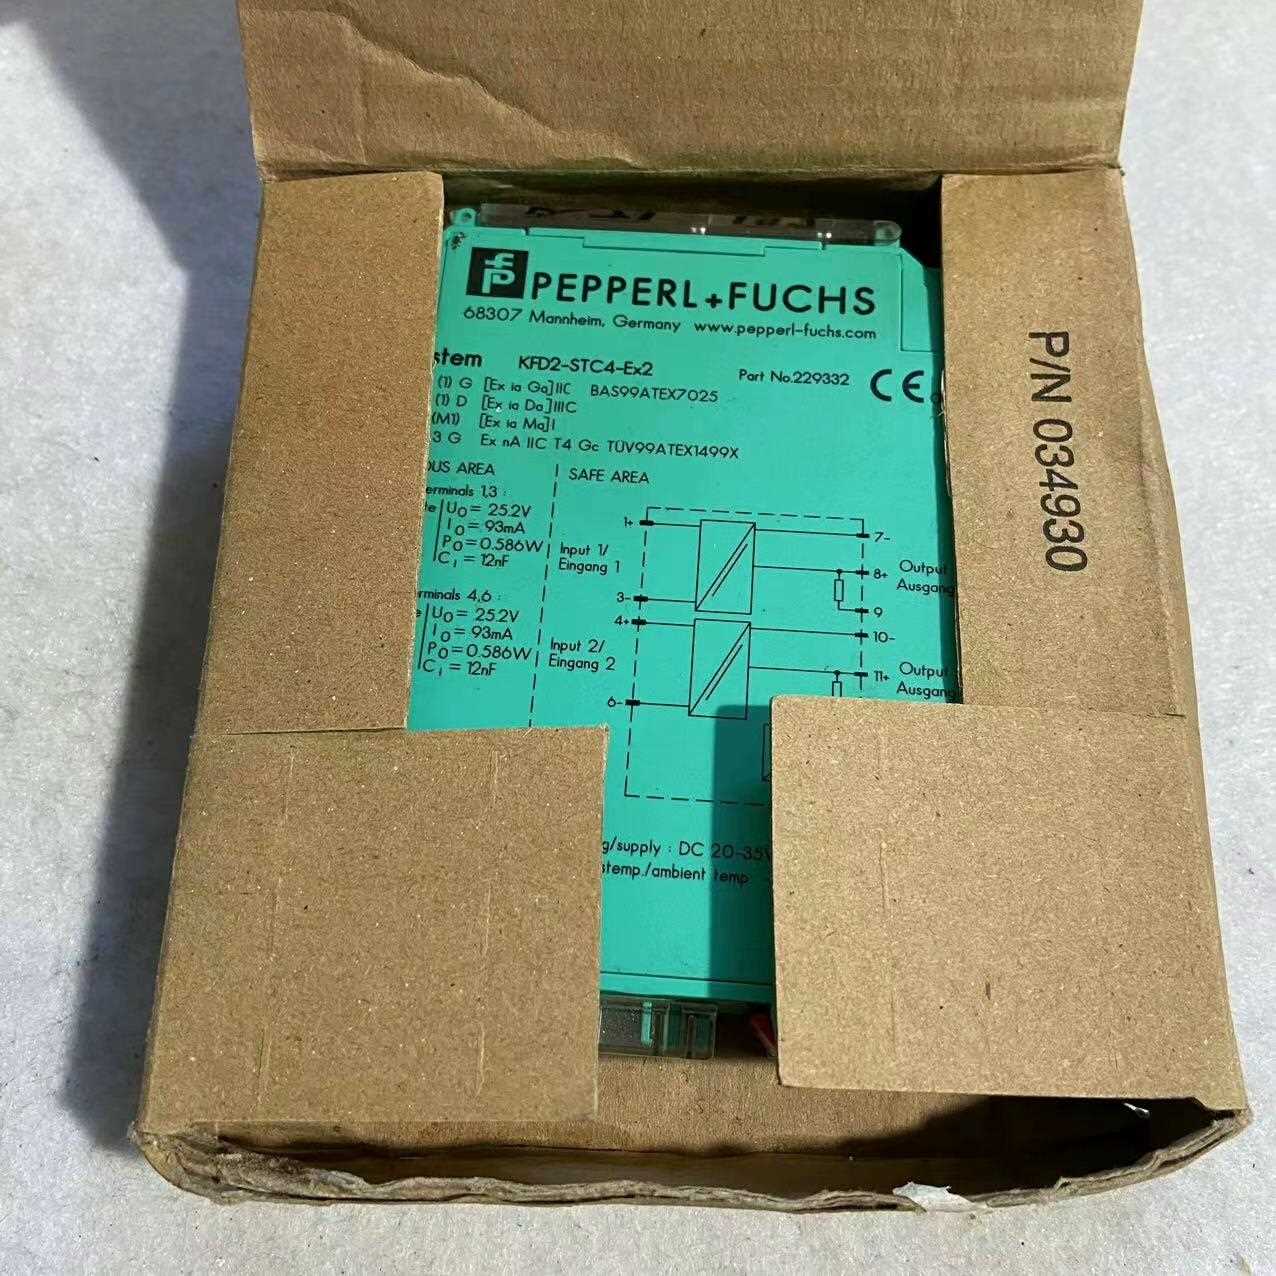 PEPPERL+FUCHS
68307 Mannheim, Germany www.pepperl-fuchs.com
stem KFD2-STC4-Ex2 Part No.229332 CE
(1) G [Ex ia Ga]IIC BAS99ATEX7025
(1) D [Ex ia Da]IIIC
(M1) [Ex ia Ma]I
3 G Ex nA IIC T4 Gc TÜV99ATEX1499X
OUS AREA SAFE AREA
erminals 1,3 :
U₀ = 25.2V
I₀ = 93mA
P₀ = 0.586W
Cᵢ = 12nF
rminals 4,6 :
U₀ = 25.2V
I₀ = 93mA
P₀ = 0.586W
Cᵢ = 12nF
1+
Input 1/
Eingang 1
3-
4+
Input 2/
Eingang 2
6-
7-
8+ Output
Ausgang
9
10-
11+ Output
Ausgang
g/supply : DC 20-35V
stemp./ambient temp
P/N 034930